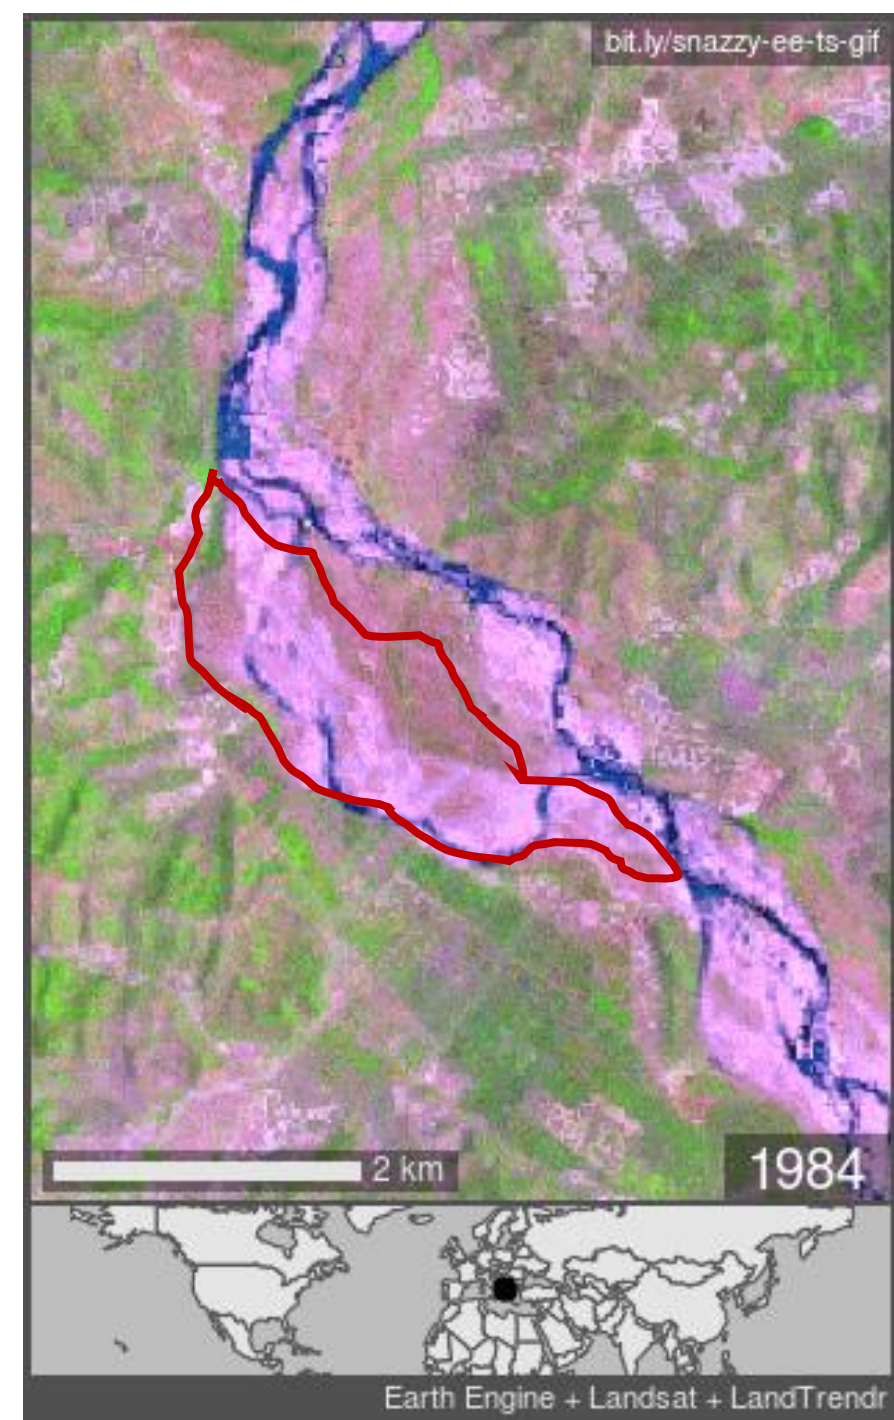 bit.ly/snazzy-ee-ts-gif
2 km
1984
Earth Engine + Landsat + LandTrendr